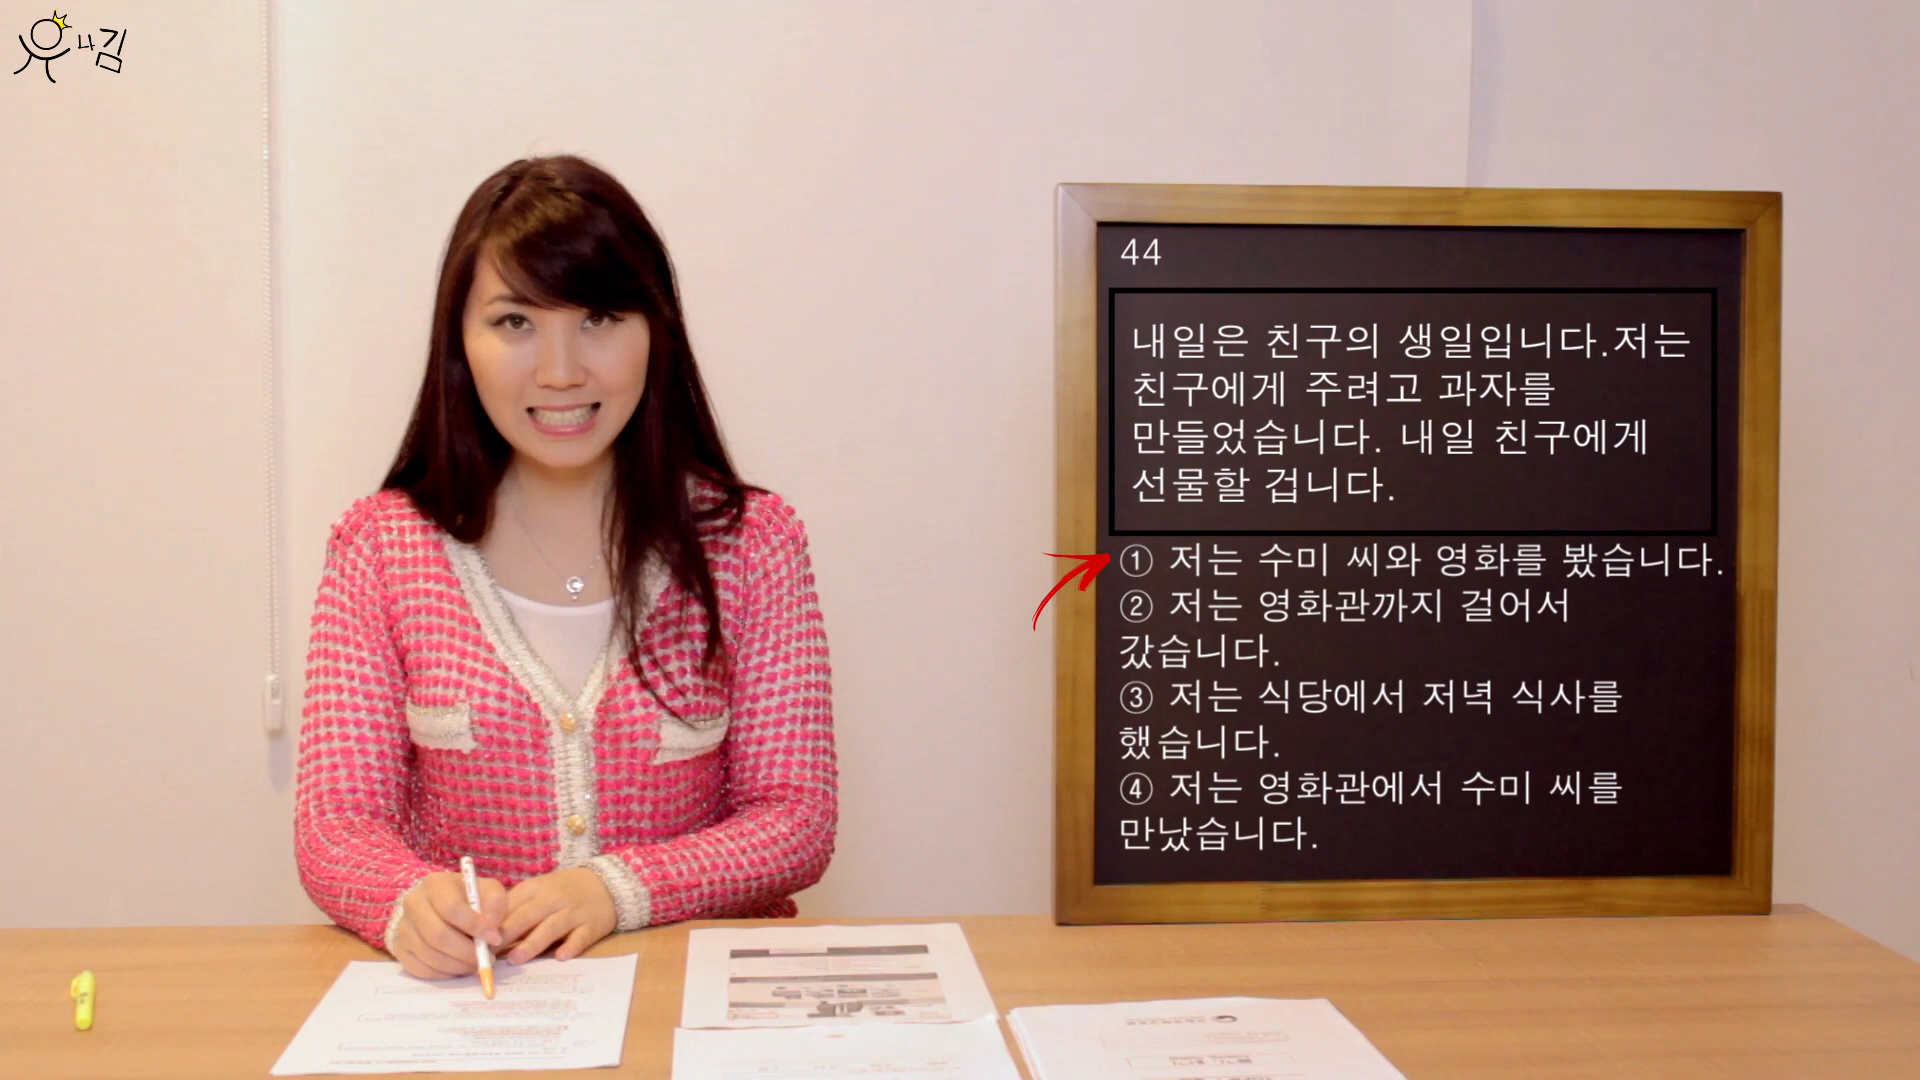 유나김
44
내일은 친구의 생일입니다.저는
친구에게 주려고 과자를
만들었습니다. 내일 친구에게
선물할 겁니다.
① 저는 수미 씨와 영화를 봤습니다.
② 저는 영화관까지 걸어서
갔습니다.
③ 저는 식당에서 저녁 식사를
했습니다.
④ 저는 영화관에서 수미 씨를
만났습니다.